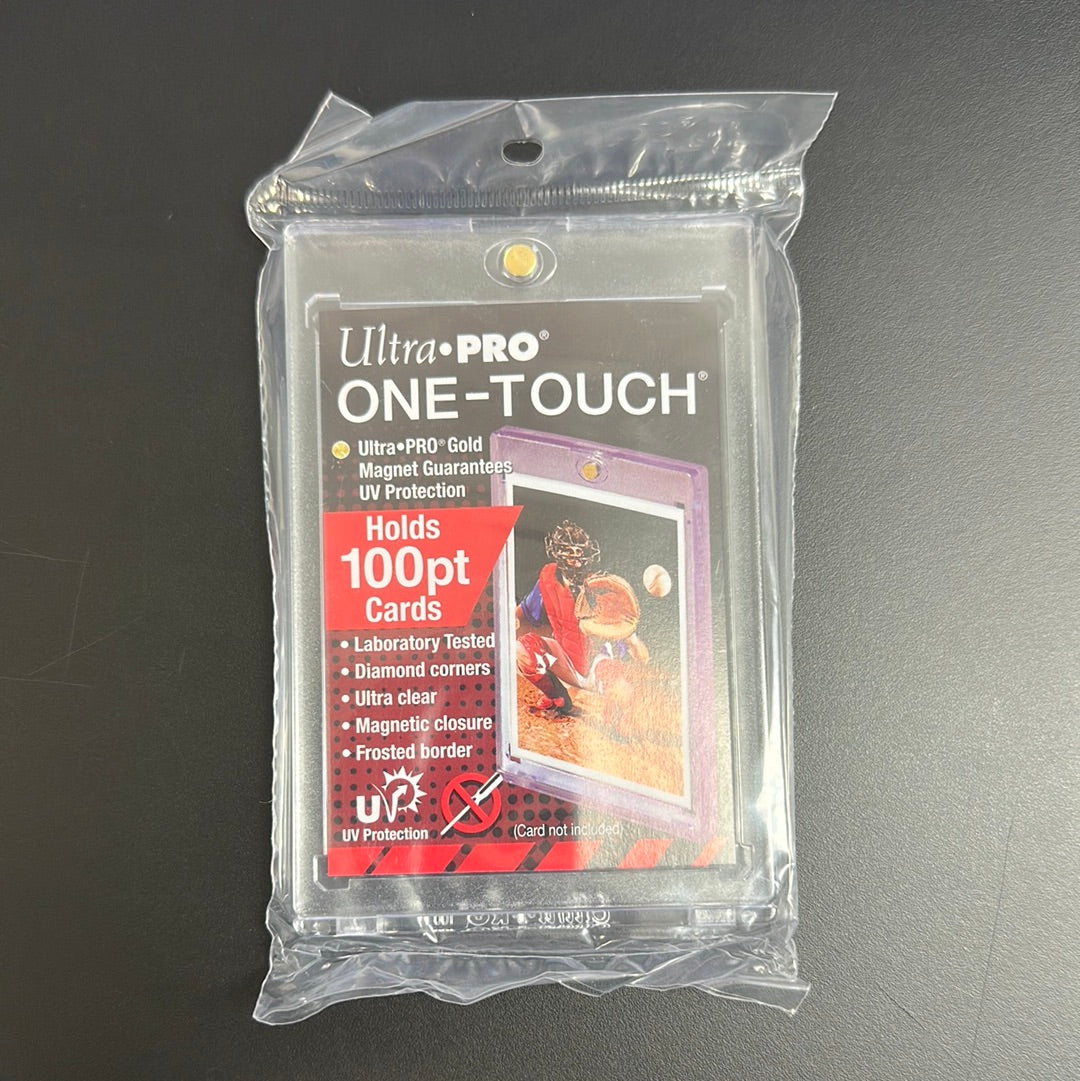 Ultra•PRO®
ONE-TOUCH®
Ultra•PRO® Gold
Magnet Guarantees
UV Protection
Holds
100pt
Cards
• Laboratory Tested
• Diamond corners
• Ultra clear
• Magnetic closure
• Frosted border
UV
UV Protection
(Card not included)